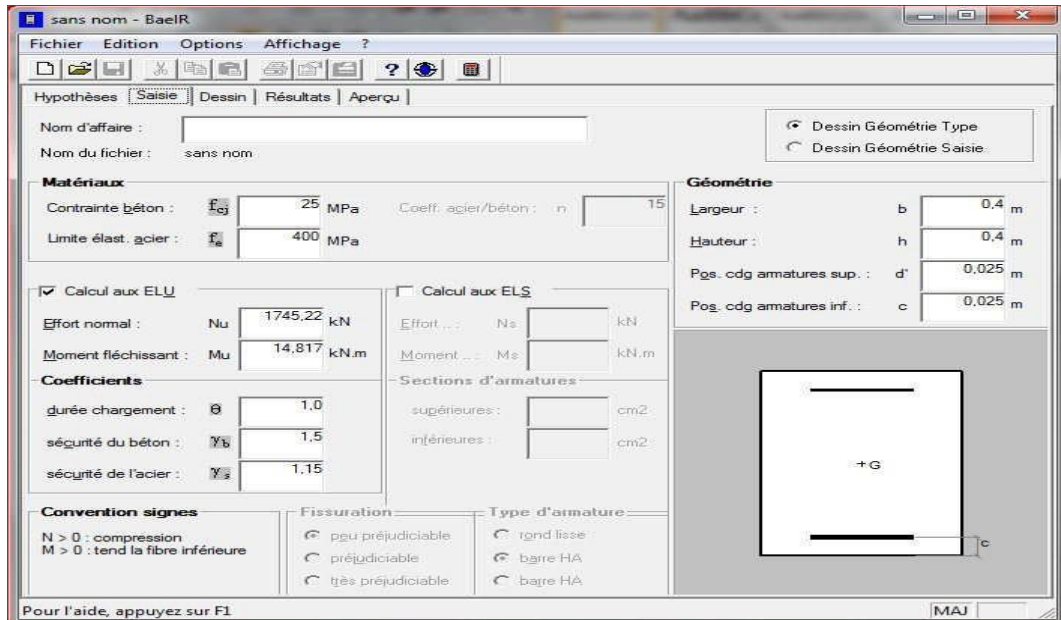 sans nom - BaelR
Fichier Edition Options Affichage ?
?
Hypothèses Saisie Dessin Résultats Aperçu
Nom d'affaire :
Nom du fichier : sans nom
Dessin Géométrie Type
Dessin Géométrie Saisie
Matériaux
Contrainte béton : fcj 25 MPa
Coeff. acier/béton : n 15
Limite élast. acier : fe 400 MPa
Géométrie
Largeur : b 0,4 m
Hauteur : h 0,4 m
Pos. cdg armatures sup. : d' 0,025 m
Pos. cdg armatures inf. : c 0,025 m
Calcul aux ELU
Effort normal : Nu 1745,22 kN
Moment fléchissant : Mu 14,817 kN.m
Calcul aux ELS
Effort ... : Ns kN
Moment ... : Ms kN.m
Coefficients
durée chargement : θ 1,0
sécurité du béton : γb 1,5
sécurité de l'acier : γs 1,15
Sections d'armatures
supérieures : cm2
inférieures : cm2
Convention signes
N > 0 : compression
M > 0 : tend la fibre inférieure
Fissuration
peu préjudiciable
préjudiciable
très préjudiciable
Type d'armature
rond lisse
barre HA
barre HA
+G
c
Pour l'aide, appuyez sur F1
MAJ